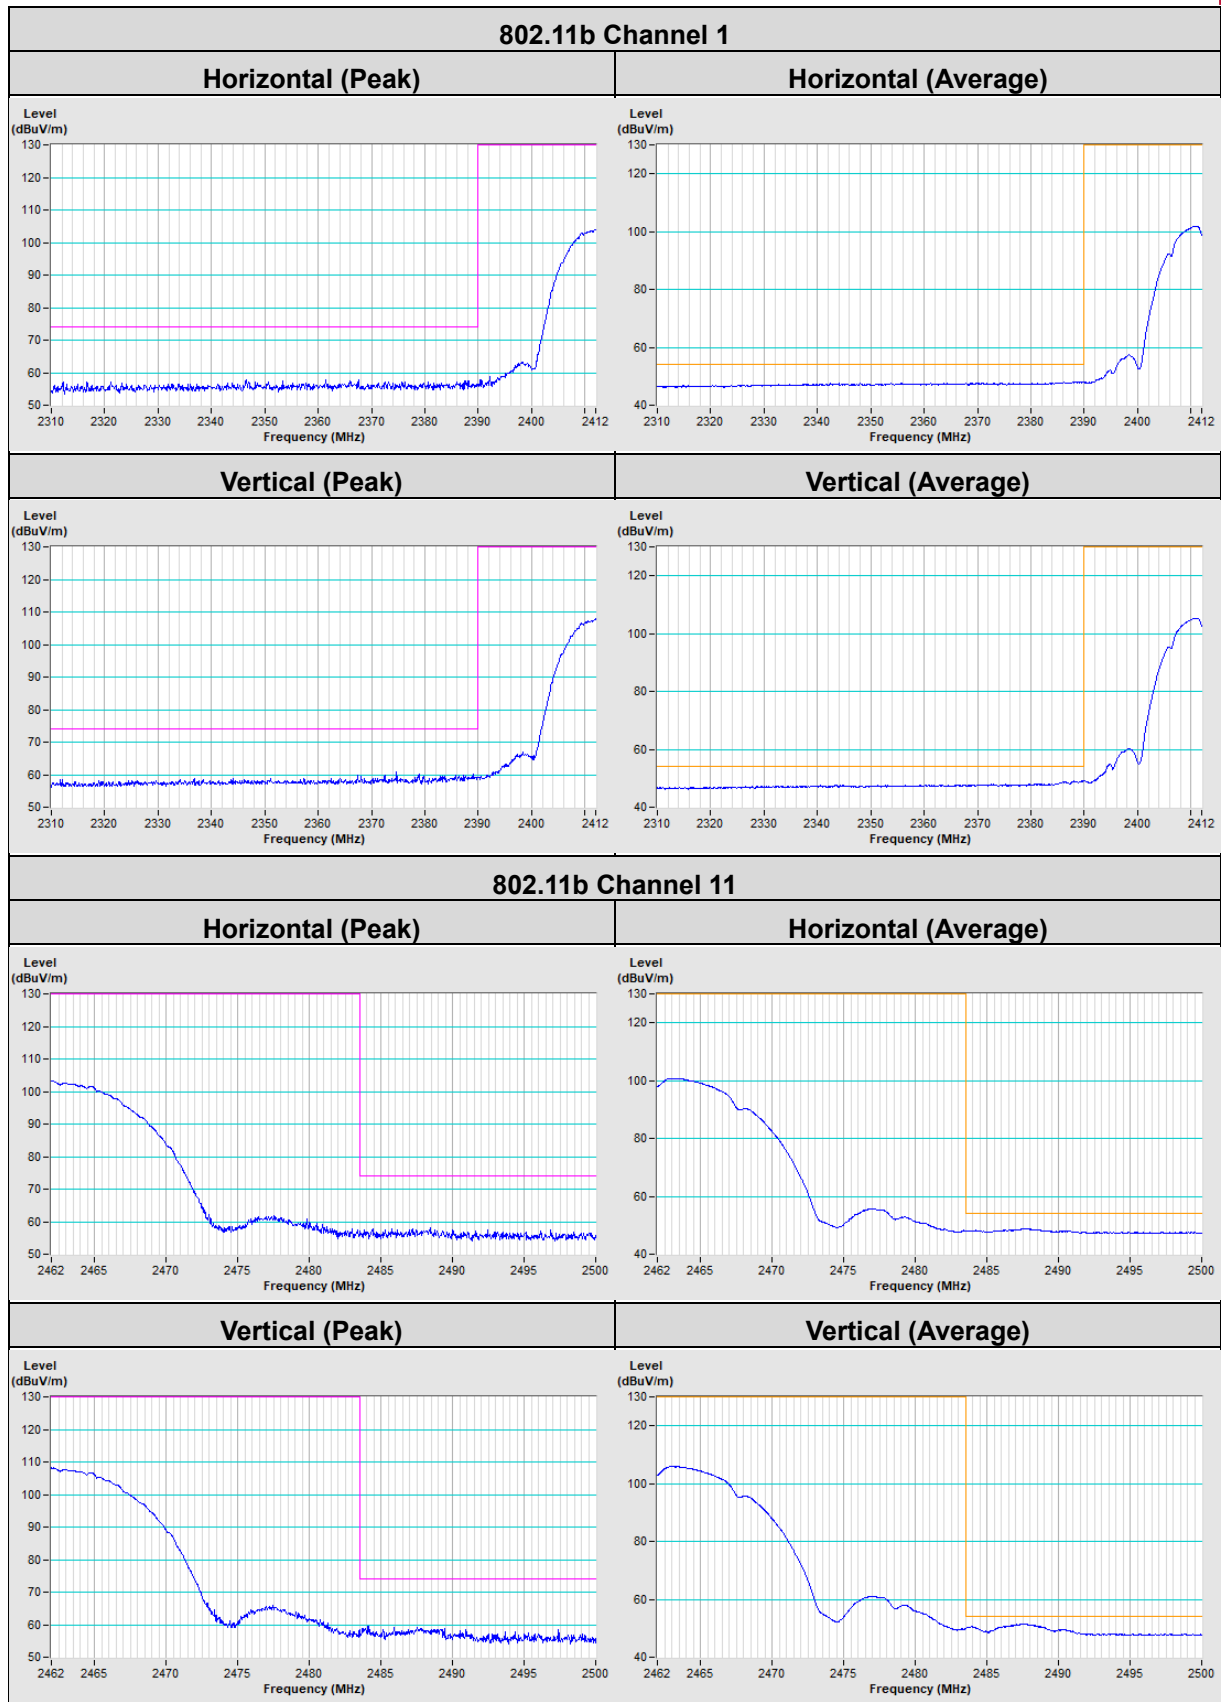 802.11b Channel 1
Horizontal (Peak) Horizontal (Average)
Level
(dBuV/m)
130
120
110
100
90
80
70
60
50
2310 2320 2330 2340 2350 2360 2370 2380 2390 2400 2412
Frequency (MHz)
Level
(dBuV/m)
130
120
100
80
60
40
2310 2320 2330 2340 2350 2360 2370 2380 2390 2400 2412
Frequency (MHz)
Vertical (Peak) Vertical (Average)
Level
(dBuV/m)
130
120
110
100
90
80
70
60
50
2310 2320 2330 2340 2350 2360 2370 2380 2390 2400 2412
Frequency (MHz)
Level
(dBuV/m)
130
120
100
80
60
40
2310 2320 2330 2340 2350 2360 2370 2380 2390 2400 2412
Frequency (MHz)
802.11b Channel 11
Horizontal (Peak) Horizontal (Average)
Level
(dBuV/m)
130
120
110
100
90
80
70
60
50
2462 2465 2470 2475 2480 2485 2490 2495 2500
Frequency (MHz)
Level
(dBuV/m)
130
120
100
80
60
40
2462 2465 2470 2475 2480 2485 2490 2495 2500
Frequency (MHz)
Vertical (Peak) Vertical (Average)
Level
(dBuV/m)
130
120
110
100
90
80
70
60
50
2462 2465 2470 2475 2480 2485 2490 2495 2500
Frequency (MHz)
Level
(dBuV/m)
130
120
100
80
60
40
2462 2465 2470 2475 2480 2485 2490 2495 2500
Frequency (MHz)